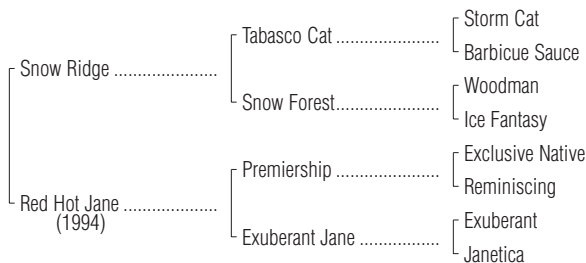 Storm Cat
Tabasco Cat ........................
Barbicue Sauce
Snow Ridge ........................
Woodman
Snow Forest........................
Ice Fantasy
Exclusive Native
Premiership ........................
Reminiscing
Red Hot Jane ......................
(1994)
Exuberant
Exuberant Jane ..................
Janetica